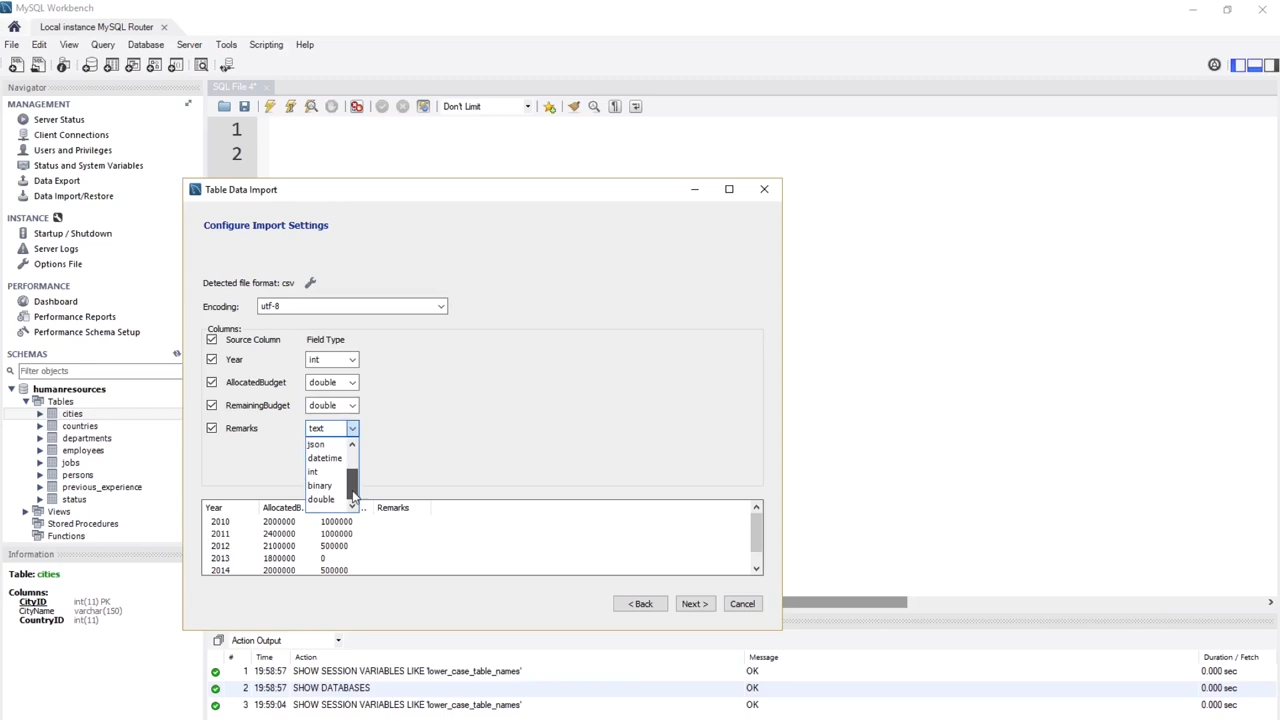 MySQL Workbench
Local instance MySQL Router
File Edit View Query Database Server Tools Scripting Help
Navigator
MANAGEMENT
Server Status
Client Connections
Users and Privileges
Status and System Variables
Data Export
Data Import/Restore
INSTANCE
Startup / Shutdown
Server Logs
Options File
PERFORMANCE
Dashboard
Performance Reports
Performance Schema Setup
SCHEMAS
Filter objects
humanresources
Tables
cities
countries
departments
employees
jobs
persons
previous_experience
status
Views
Stored Procedures
Functions
Information
Table: cities
Columns:
CityID int(11) PK
CityName varchar(150)
CountryID int(11)
SQL File 4*
Don't Limit
1
2
Table Data Import
Configure Import Settings
Detected file format: csv
Encoding: utf-8
Columns:
Source Column Field Type
Year int
AllocatedBudget double
RemainingBudget double
Remarks text
json
datetime
int
binary
double
Year AllocatedB... .. Remarks
2010 2000000 1000000
2011 2400000 1000000
2012 2100000 500000
2013 1800000 0
2014 2000000 500000
< Back Next > Cancel
Action Output
# Time Action Message Duration / Fetch
1 19:58:57 SHOW SESSION VARIABLES LIKE 'lower_case_table_names' OK 0.000 sec
2 19:58:57 SHOW DATABASES OK 0.000 sec
3 19:59:04 SHOW SESSION VARIABLES LIKE 'lower_case_table_names' OK 0.000 sec